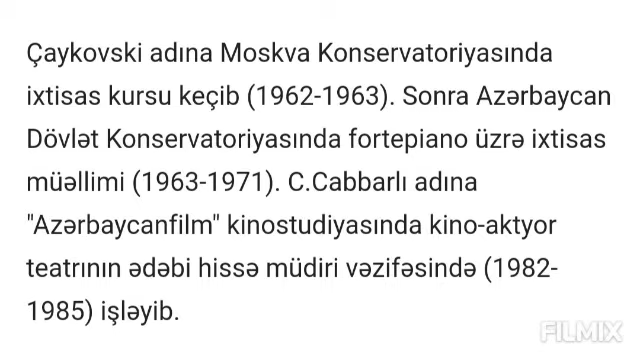 Çaykovski adına Moskva Konservatoriyasında
ixtisas kursu keçib (1962-1963). Sonra Azərbaycan
Dövlət Konservatoriyasında fortepiano üzrə ixtisas
müəllimi (1963-1971). C.Cabbarlı adına
"Azərbaycanfilm" kinostudiyasında kino-aktyor
teatrının ədəbi hissə müdiri vəzifəsində (1982-
1985) işləyib.
FILMIX